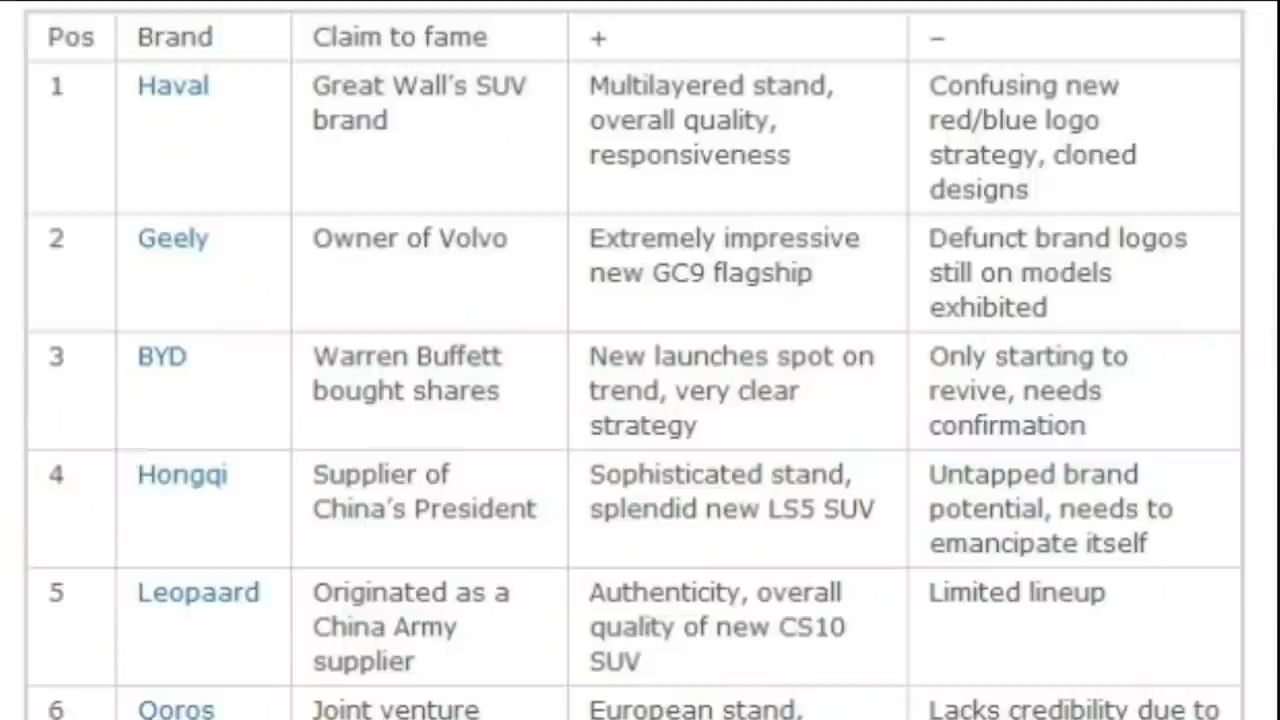 Pos Brand Claim to fame + –
1 Haval Great Wall's SUV Multilayered stand, Confusing new
brand overall quality, red/blue logo
responsiveness strategy, cloned
designs
2 Geely Owner of Volvo Extremely impressive Defunct brand logos
new GC9 flagship still on models
exhibited
3 BYD Warren Buffett New launches spot on Only starting to
bought shares trend, very clear revive, needs
strategy confirmation
4 Hongqi Supplier of Sophisticated stand, Untapped brand
China's President splendid new LS5 SUV potential, needs to
emancipate itself
5 Leopaard Originated as a Authenticity, overall Limited lineup
China Army quality of new CS10
supplier SUV
6 Qoros Joint venture European stand, Lacks credibility due to